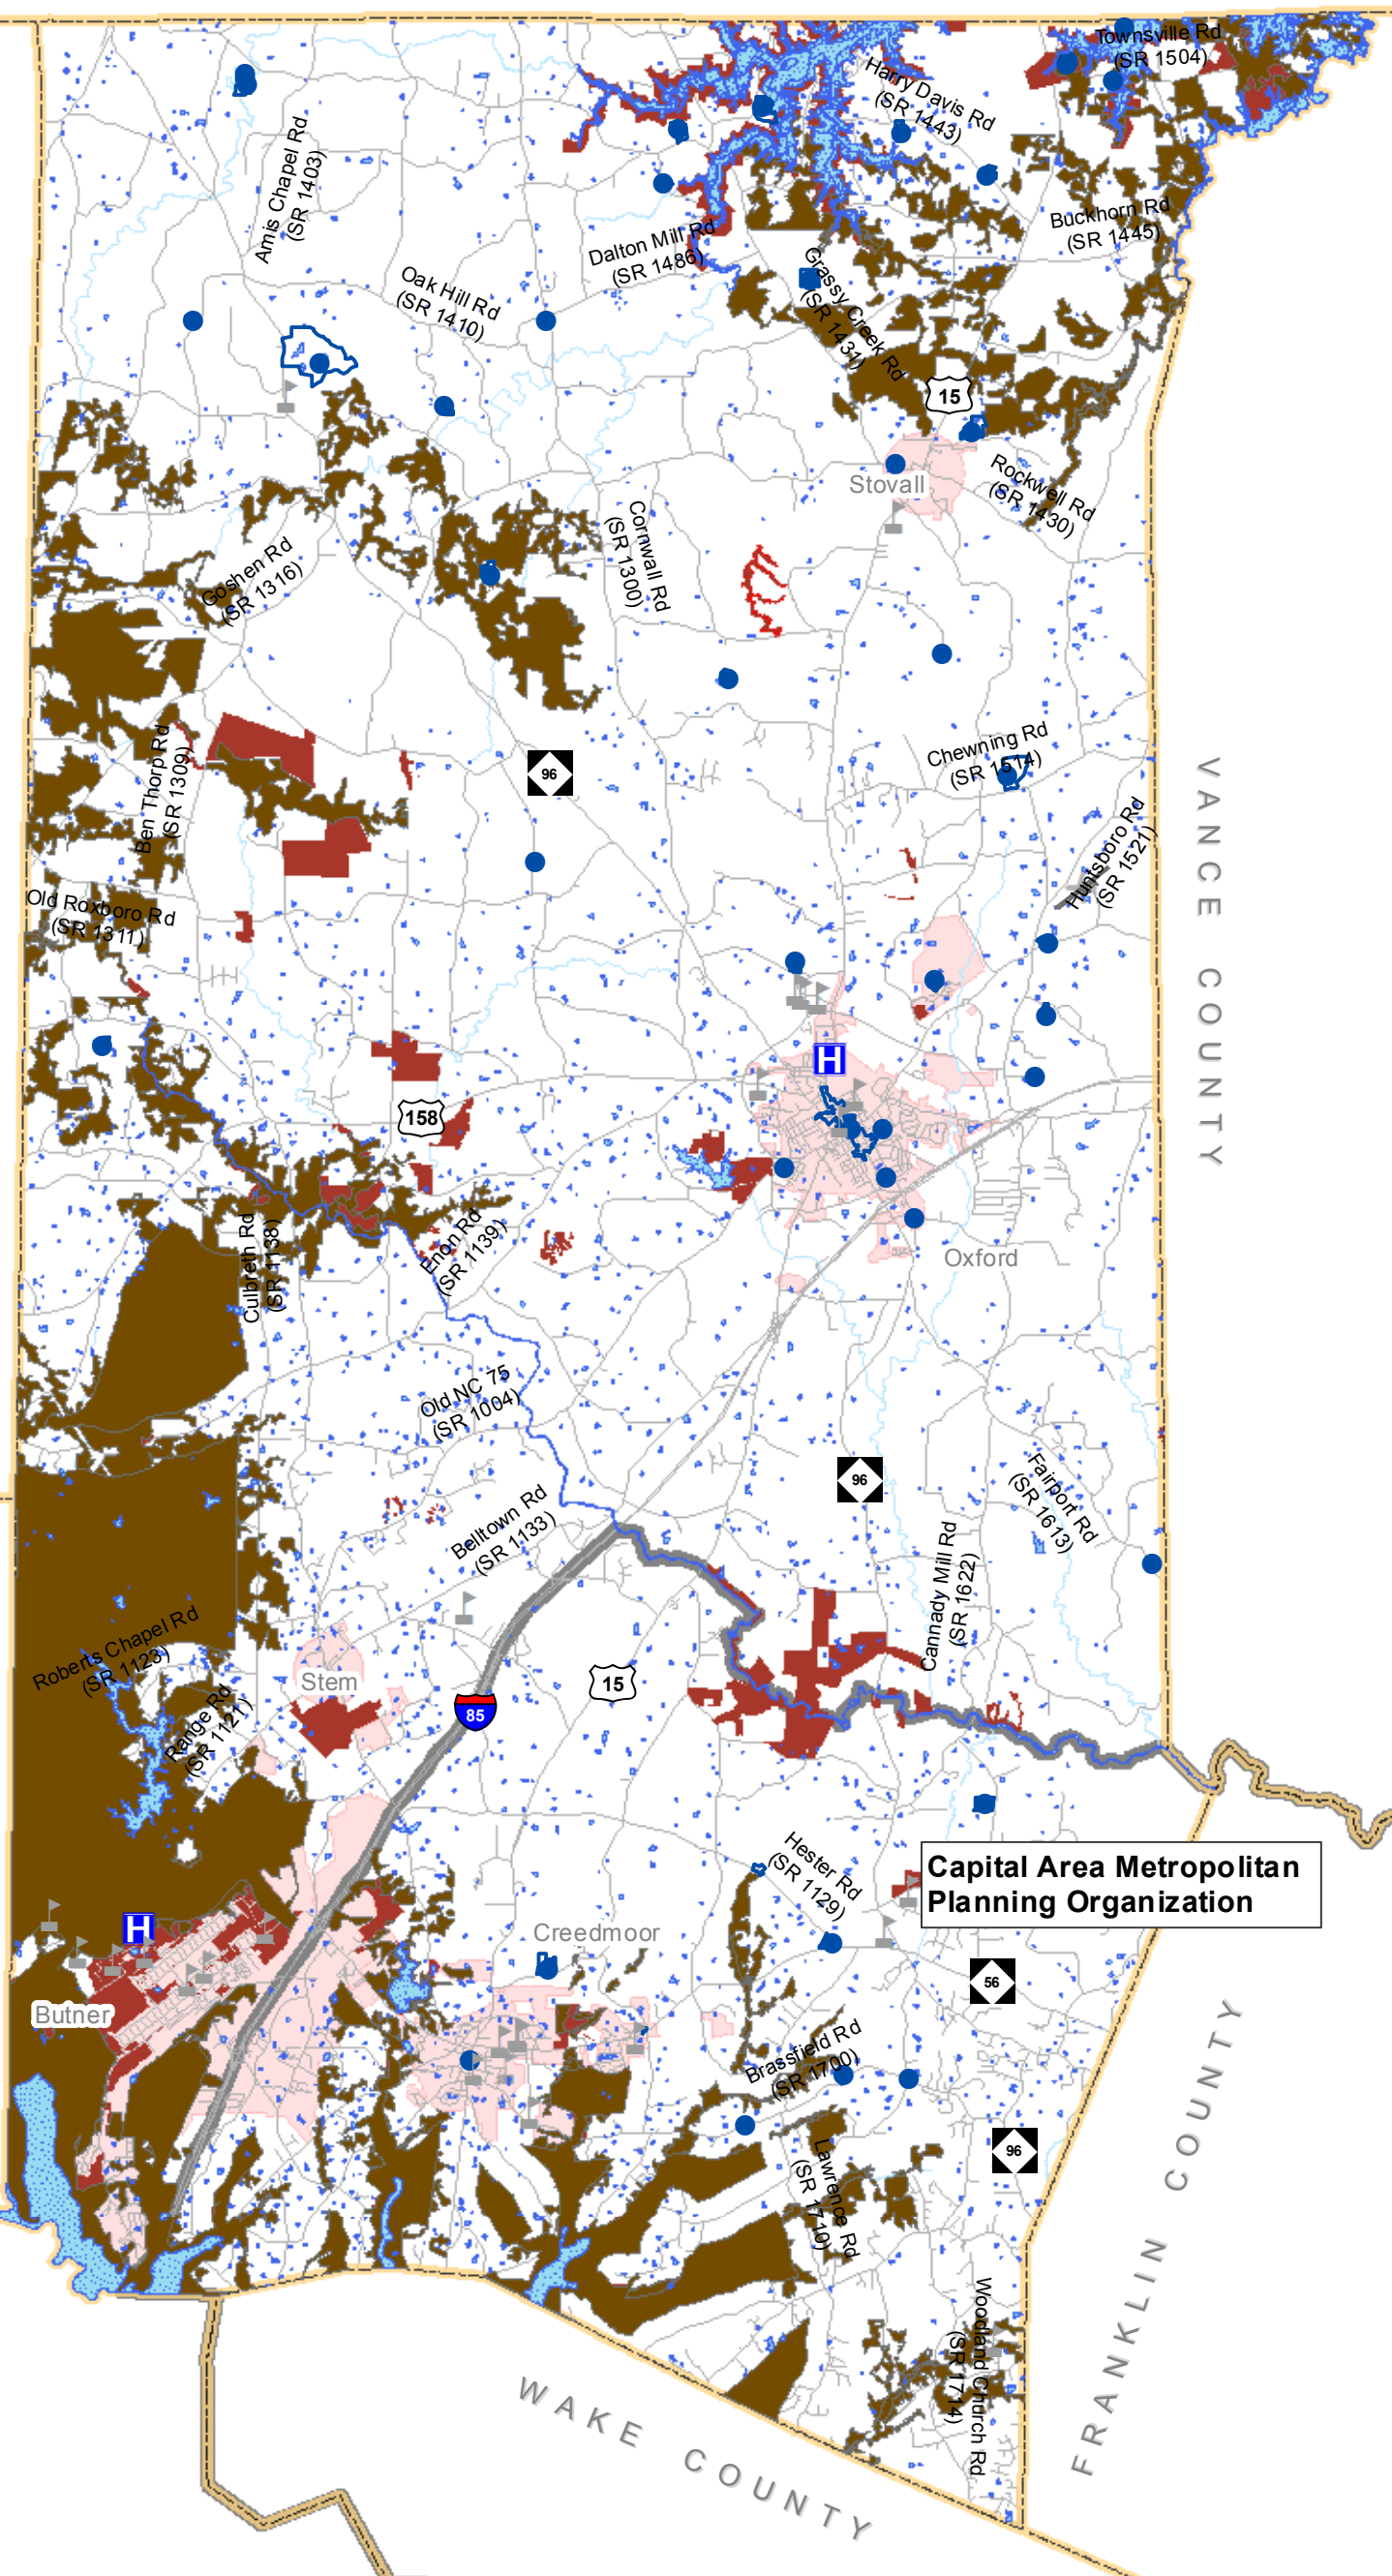 Townsville Rd
(SR 1504)
Harry Davis Rd
(SR 1443)
Amis Chapel Rd
(SR 1403)
Buckhorn Rd
(SR 1445)
Dalton Mill Rd
(SR 1486)
Oak Hill Rd
(SR 1410)
Grassy Creek Rd
(SR 1431)
15
Stovall
Rockwell Rd
(SR 1430)
Cornwall Rd
(SR 1300)
Goshen Rd
(SR 1316)
Ben Thorp Rd
(SR 1309)
96
Chewning Rd
(SR 1514)
Huntsboro Rd
(SR 1521)
VANCE COUNTY
Old Roxboro Rd
(SR 1311)
H
158
Culbreth Rd
(SR 1138)
Enon Rd
(SR 1139)
Oxford
Old NC 75
(SR 1004)
96
Fairport Rd
(SR 1613)
Belltown Rd
(SR 1133)
Cannady Mill Rd
(SR 1622)
Roberts Chapel Rd
(SR 1123)
Stem
15
85
Range Rd
(SR 1121)
Hester Rd
(SR 1129)
Capital Area Metropolitan
Planning Organization
H
Creedmoor
56
Butner
Brassfield Rd
(SR 1700)
96
Lawrence Rd
(SR 1710)
FRANKLIN COUNTY
Woodland Church Rd
(SR 1714)
WAKE COUNTY